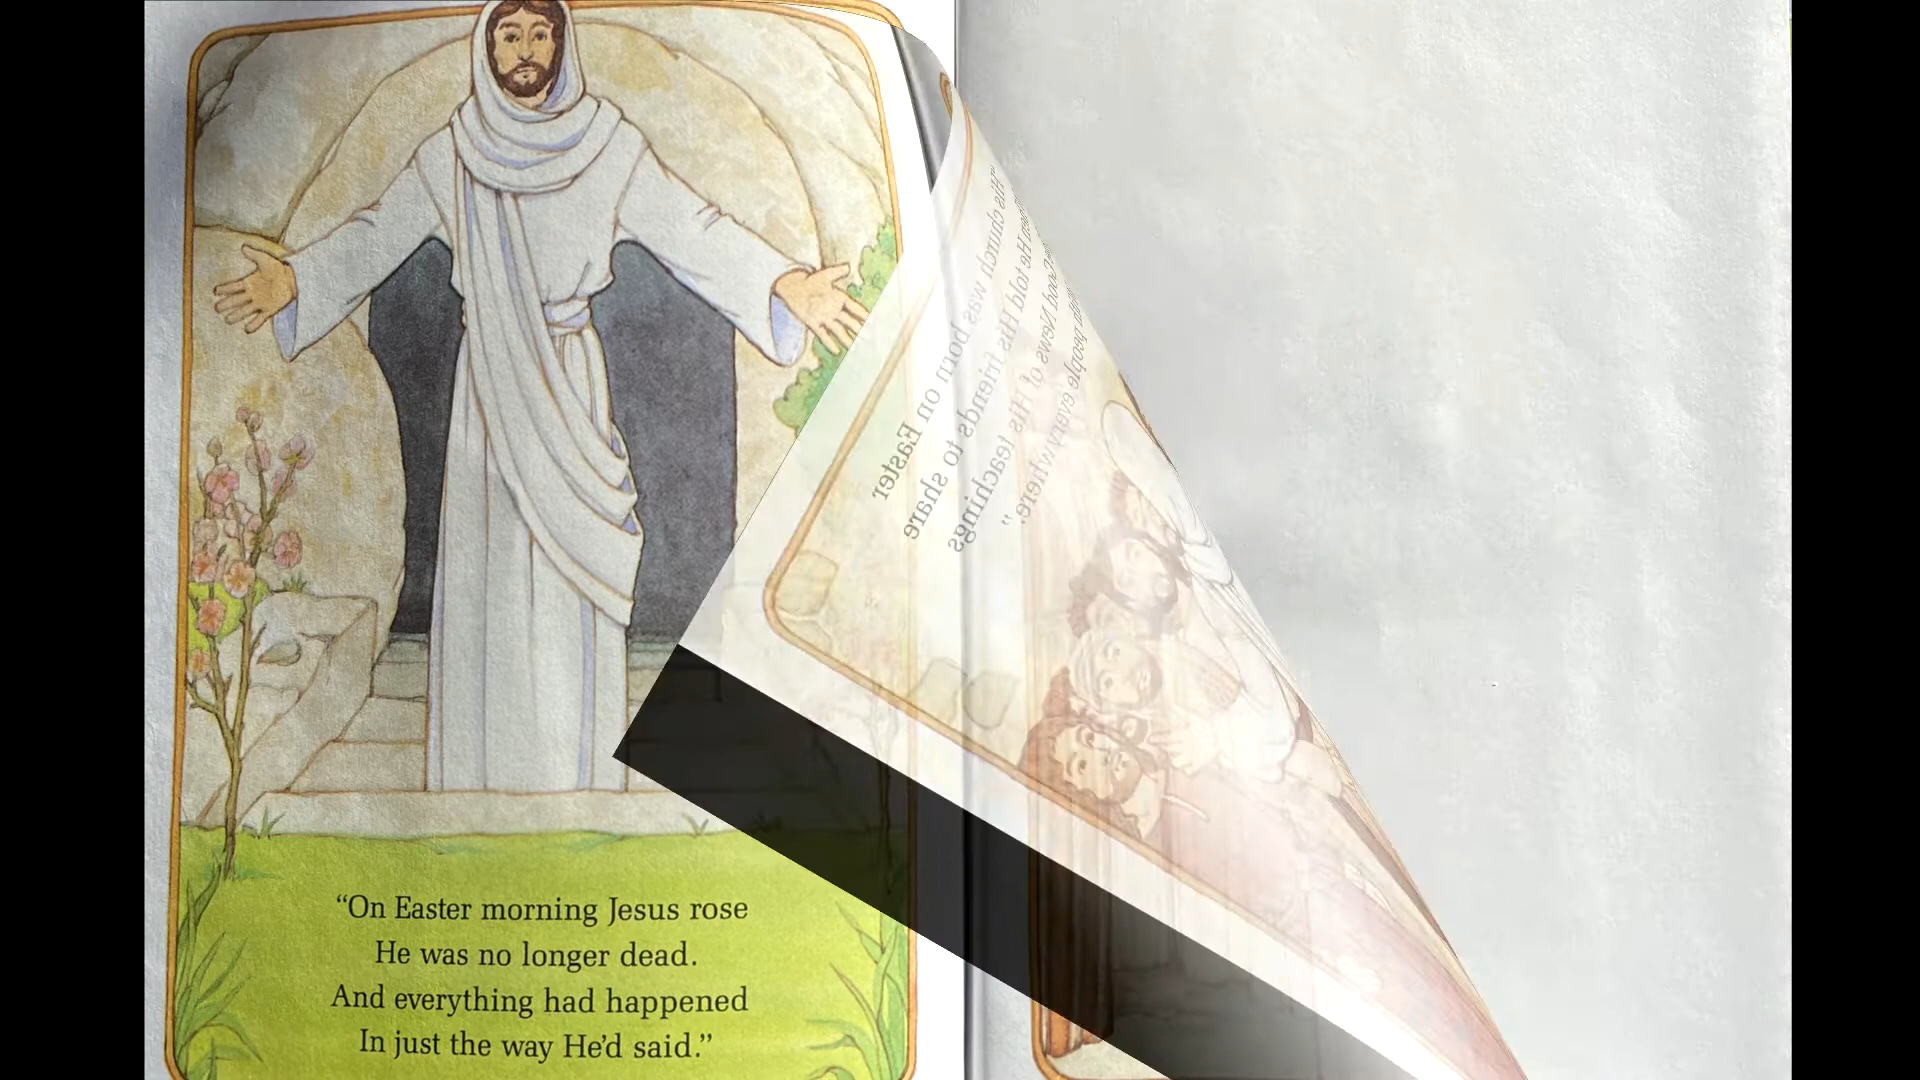 “On Easter morning Jesus rose
He was no longer dead.
And everything had happened
In just the way He’d said.”
“His church was born on Easter
He told His friends to share
Good News of His teachings
people everywhere.”